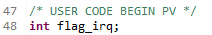 47 /* USER CODE BEGIN PV */
48 int flag_irq;